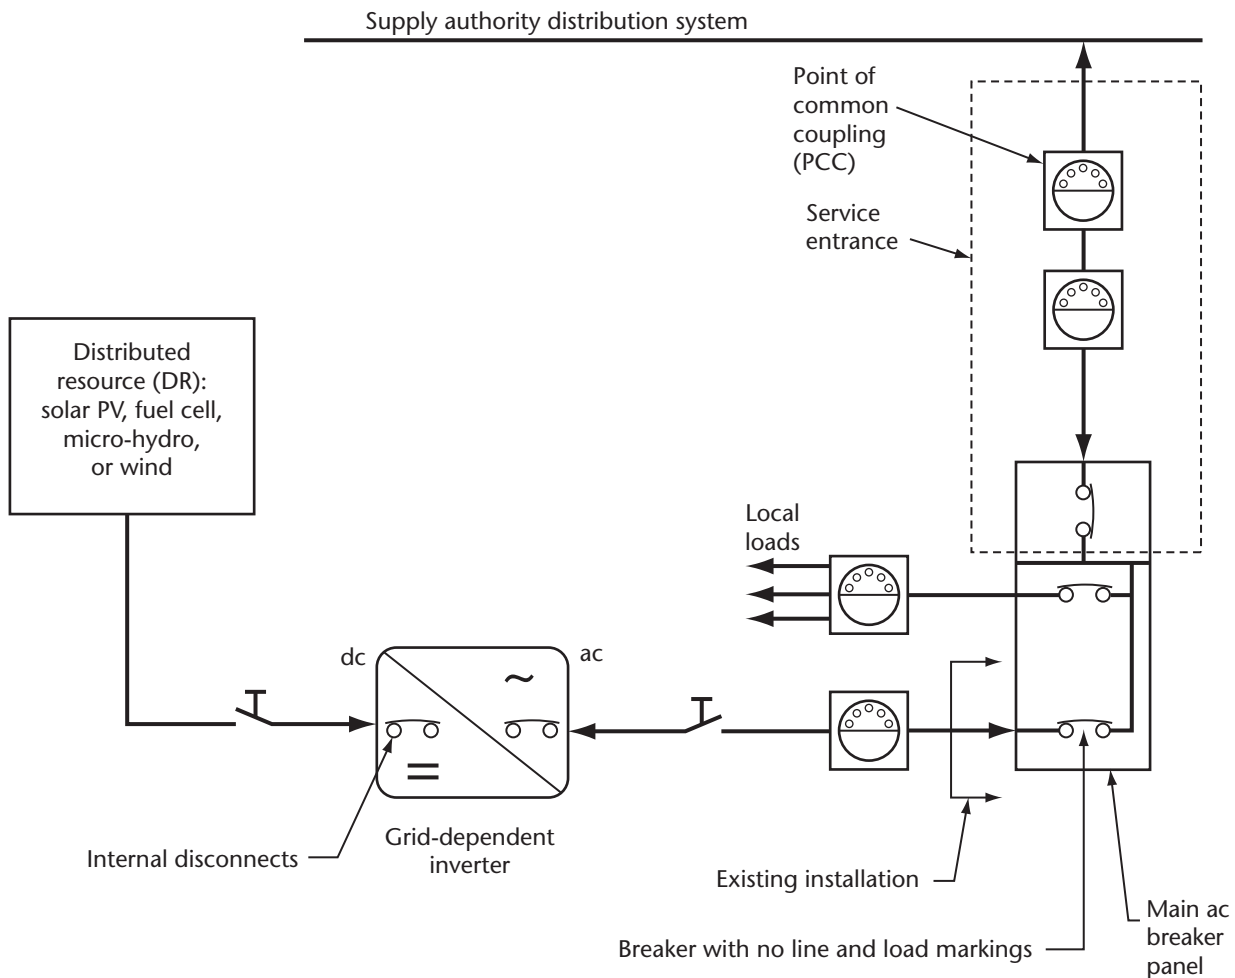 Supply authority distribution system
Point of
common
coupling
(PCC)
Service
entrance
Distributed
resource (DR):
solar PV, fuel cell,
micro-hydro,
or wind
Local
loads
dc
ac
~
=
Grid-dependent
inverter
Internal disconnects
Existing installation
Main ac
breaker
panel
Breaker with no line and load markings